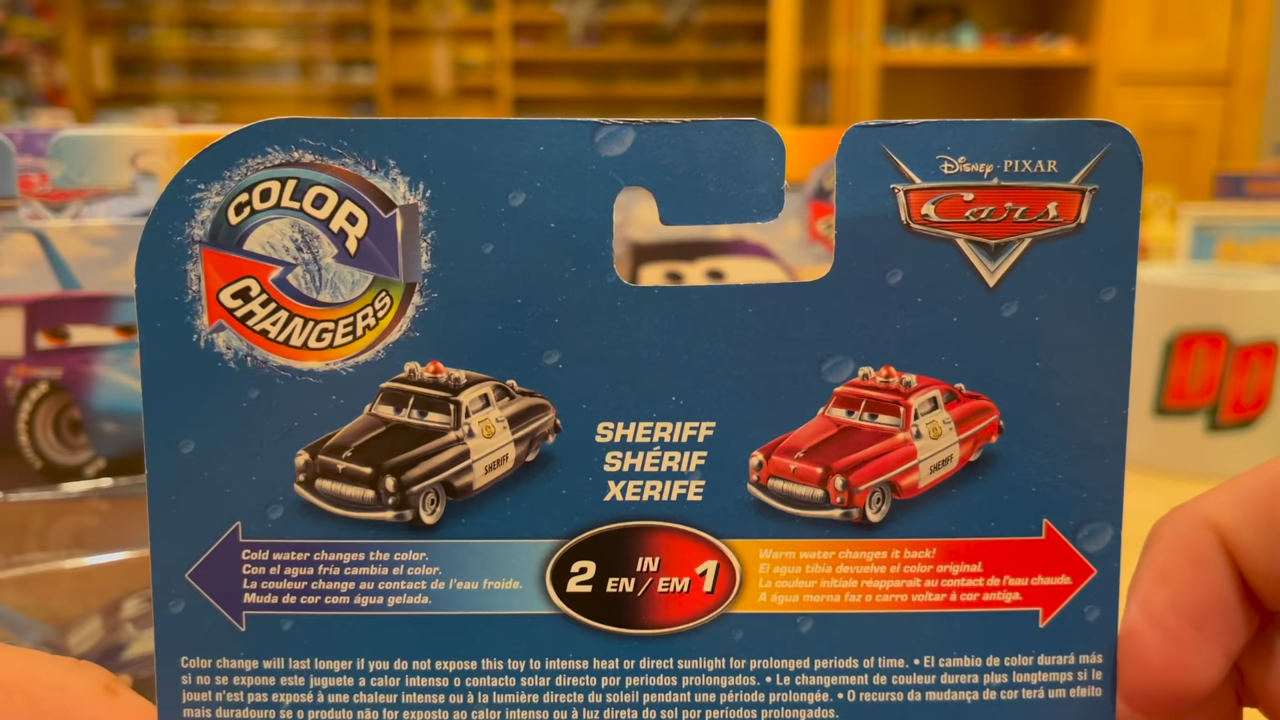 COLOR
CHANGERS
Disney · PIXAR
Cars
SHERIFF
SHÉRIF
XERIFE
SHERIFF
SHERIFF
DD
Cold water changes the color.
Con el agua fría cambia el color.
La couleur change au contact de l'eau froide.
Muda de cor com água gelada.
2 IN EN / EM 1
Warm water changes it back!
El agua tibia devuelve el color original.
La couleur initiale réapparaît au contact de l'eau chaude.
A água morna faz o carro voltar à cor antiga.
Color change will last longer if you do not expose this toy to intense heat or direct sunlight for prolonged periods of time. • El cambio de color durará más
si no se expone este juguete a calor intenso o contacto solar directo por periodos prolongados. • Le changement de couleur durera plus longtemps si le
jouet n'est pas exposé à une chaleur intense ou à la lumière directe du soleil pendant une période prolongée. • O recurso da mudança de cor terá um efeito
mais duradouro se o produto não for exposto ao calor intenso ou à luz direta do sol por períodos prolongados.